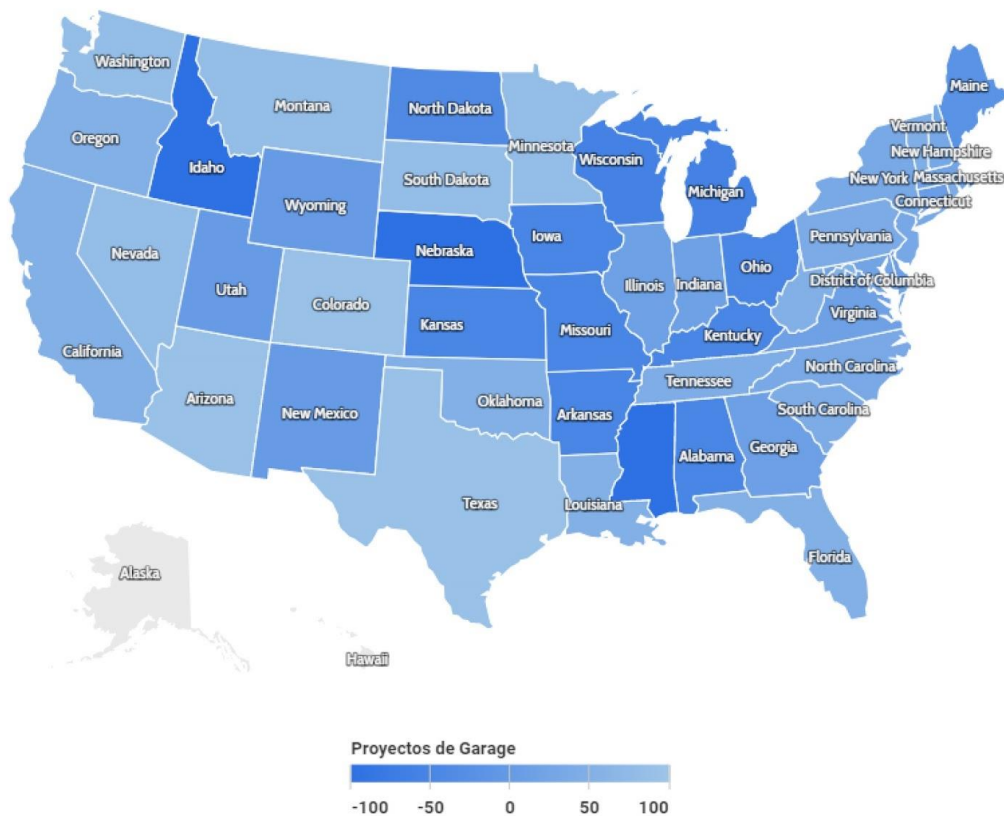 Washington
Montana
North Dakota
Maine
Oregon
Minnesota
Vermont
Idaho
Wisconsin
New Hampshire
South Dakota
Michigan
New York
Massachusetts
Wyoming
Connecticut
Nebraska
Iowa
Pennsylvania
Nevada
Ohio
Utah
Illinois
Indiana
District of Columbia
Colorado
Virginia
Kansas
Missouri
Kentucky
California
North Carolina
Tennessee
Arizona
Oklahoma
South Carolina
New Mexico
Arkansas
Georgia
Alabama
Texas
Louisiana
Florida
Alaska
Hawaii
Proyectos de Garage
-100 -50 0 50 100